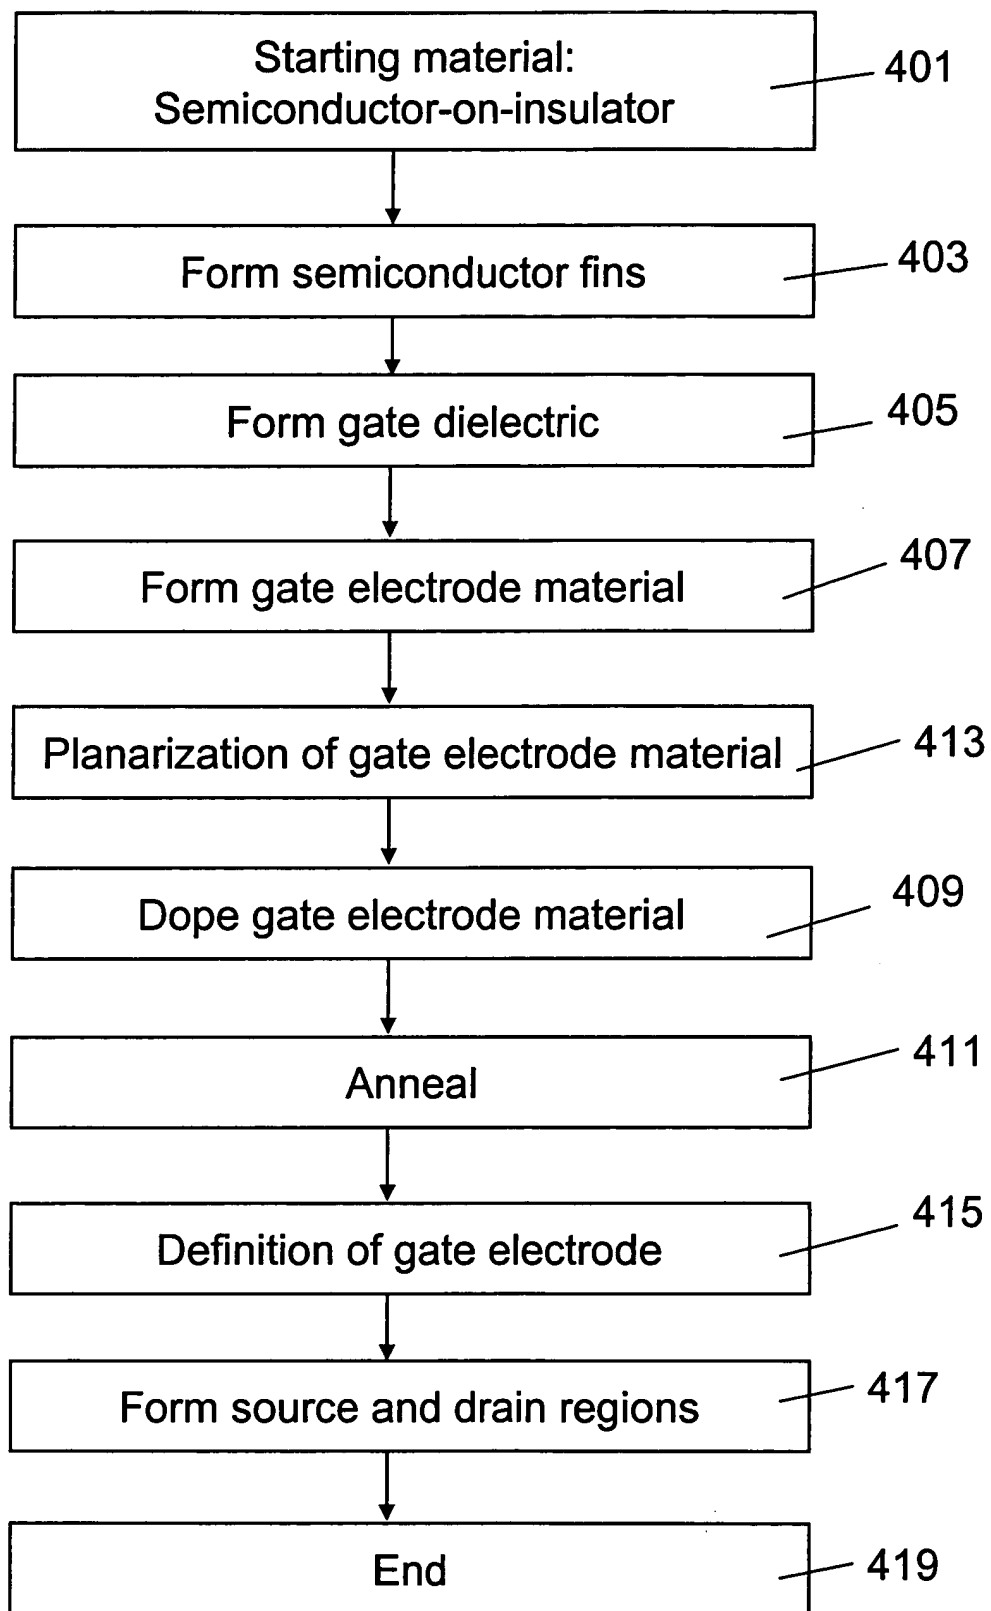 Starting material:
Semiconductor-on-insulator
401
Form semiconductor fins
403
Form gate dielectric
405
Form gate electrode material
407
Planarization of gate electrode material
413
Dope gate electrode material
409
Anneal
411
Definition of gate electrode
415
Form source and drain regions
417
End
419